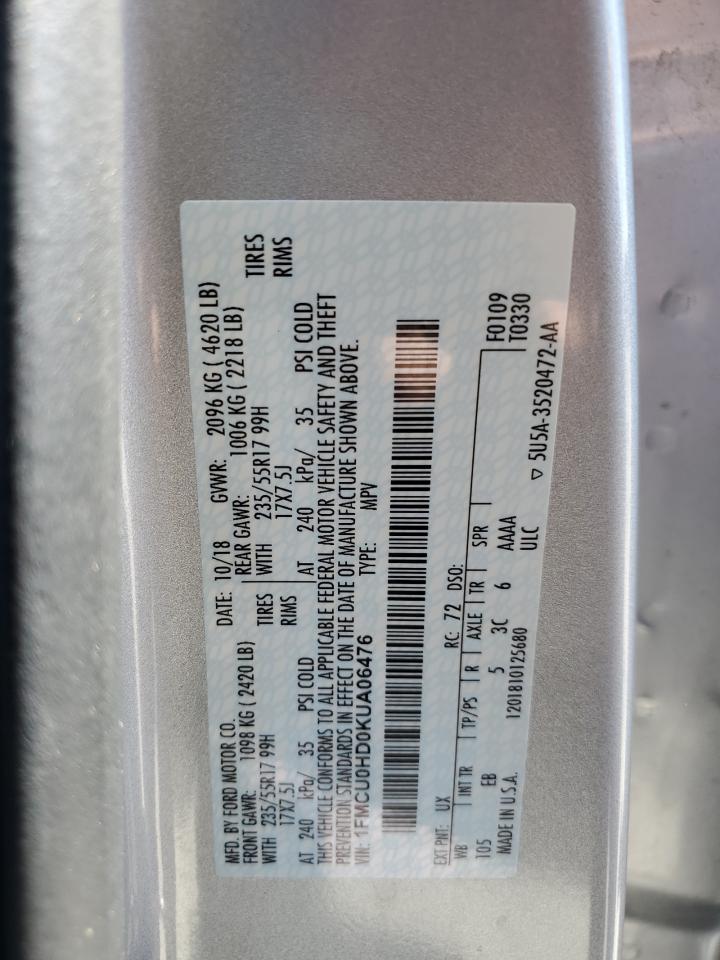 MFD. BY FORD MOTOR CO. DATE: 10/18 GVWR: 2096 KG ( 4620 LB)
FRONT GAWR: 1098 KG ( 2420 LB) REAR GAWR: 1006 KG ( 2218 LB)
WITH 235/55R17 99H TIRES WITH 235/55R17 99H TIRES
17X7.5J RIMS 17X7.5J RIMS
AT 240 kPa/ 35 PSI COLD AT 240 kPa/ 35 PSI COLD
THIS VEHICLE CONFORMS TO ALL APPLICABLE FEDERAL MOTOR VEHICLE SAFETY AND THEFT
PREVENTION STANDARDS IN EFFECT ON THE DATE OF MANUFACTURE SHOWN ABOVE.
VIN: 1FMCU0HD0KUA06476 TYPE: MPV
EXT PNT: UX RC: 72 DSO:
WB INT TR TP/PS R AXLE TR SPR F0109
105 EB 5 3C 6 AAAA T0330
MADE IN U.S.A. 1201810125680 ULC
▽ 5U5A-3520472-AA